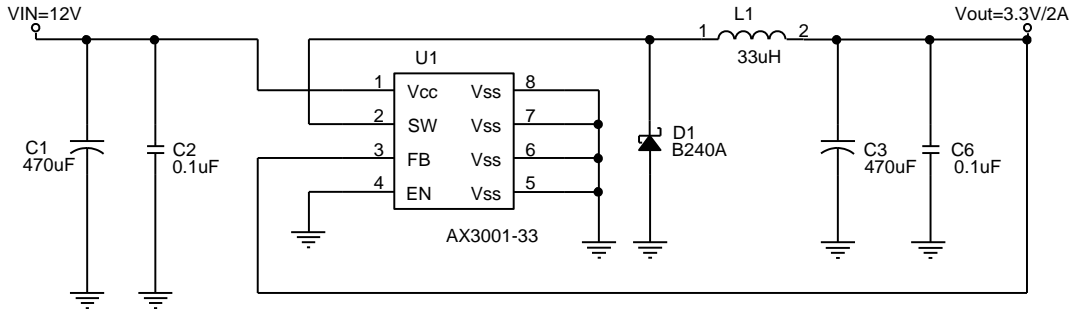 VIN=12V
L1
Vout=3.3V/2A
1
2
33uH
U1
1
Vcc
Vss
8
2
SW
Vss
7
3
FB
Vss
6
4
EN
Vss
5
AX3001-33
C1
470uF
C2
0.1uF
D1
B240A
C3
470uF
C6
0.1uF